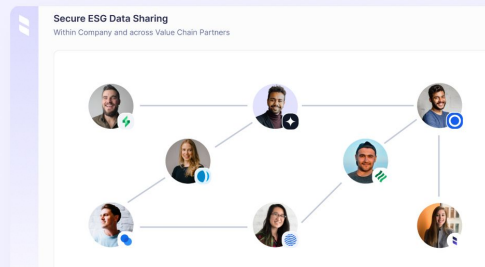 Secure ESG Data Sharing
Within Company and across Value Chain Partners